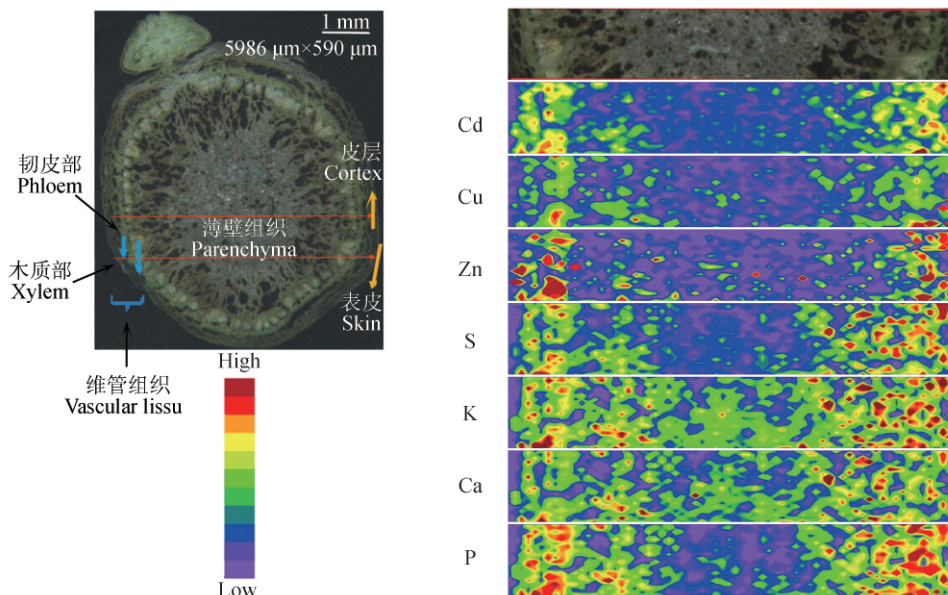 1 mm
5986 μm×590 μm
韧皮部
Phloem
皮层
Cortex
薄壁组织
Parenchyma
木质部
Xylem
表皮
Skin
维管组织
Vascular lissu
High
Low
Cd
Cu
Zn
S
K
Ca
P